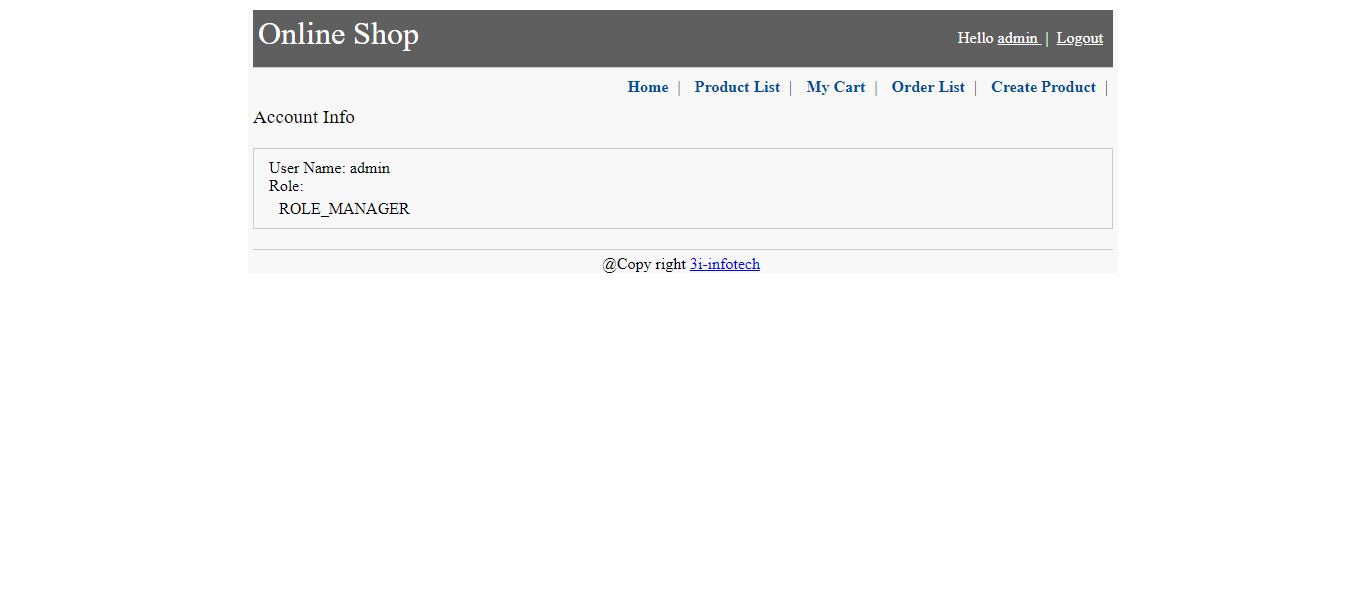 Online Shop
Hello admin | Logout
Home | Product List | My Cart | Order List | Create Product |
Account Info
User Name: admin
Role:
ROLE_MANAGER
@Copy right 3i-infotech